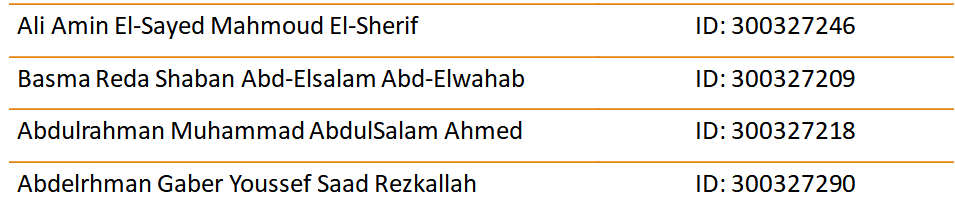 Ali Amin El-Sayed Mahmoud El-Sherif ID: 300327246
Basma Reda Shaban Abd-Elsalam Abd-Elwahab ID: 300327209
Abdulrahman Muhammad AbdulSalam Ahmed ID: 300327218
Abdelrhman Gaber Youssef Saad Rezkallah ID: 300327290